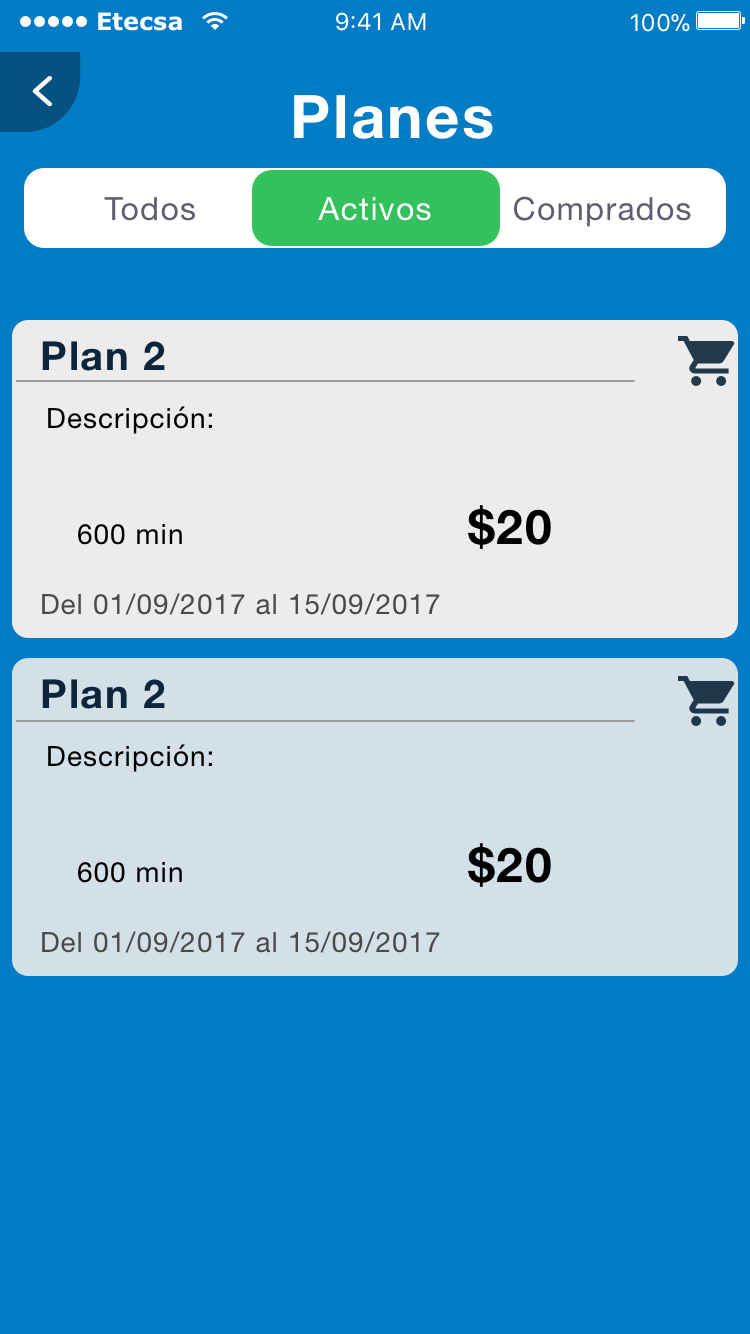 Etecsa 9:41 AM 100%
Planes
Todos Activos Comprados
Plan 2
Descripción:
600 min $20
Del 01/09/2017 al 15/09/2017
Plan 2
Descripción:
600 min $20
Del 01/09/2017 al 15/09/2017